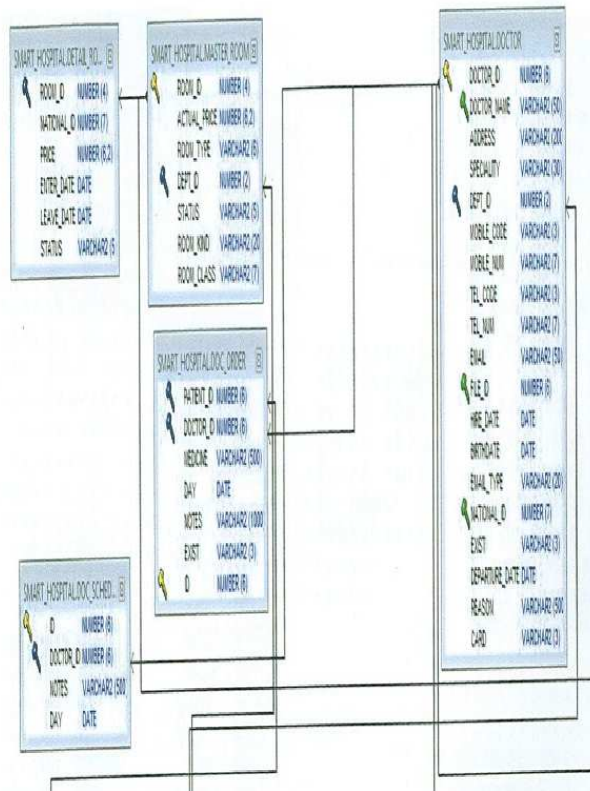 SMART_HOSPITAL.DETAIL_RO...
ROOM_ID NUMBER (4)
NATIONAL_ID NUMBER (7)
PRICE NUMBER (6,2)
ENTER_DATE DATE
LEAVE_DATE DATE
STATUS VARCHAR2 (5
SMART_HOSPITAL.MASTER_ROOM
ROOM_ID NUMBER (4)
ACTUAL_PRICE NUMBER (6,2)
ROOM_TYPE VARCHAR2 (6)
DEPT_ID NUMBER (2)
STATUS VARCHAR2 (5)
ROOM_KIND VARCHAR2 (20
ROOM_CLASS VARCHAR2 (7)
SMART_HOSPITAL.DOCTOR
DOCTOR_ID NUMBER (6)
DOCTOR_NAME VARCHAR2 (50)
ADDRESS VARCHAR2 (200
SPECIALITY VARCHAR2 (30)
DEPT_ID NUMBER (2)
MOBILE_CODE VARCHAR2 (3)
MOBILE_NUM VARCHAR2 (7)
TEL_CODE VARCHAR2 (3)
TEL_NUM VARCHAR2 (7)
EMAIL VARCHAR2 (50)
FILE_ID NUMBER (6)
HIRE_DATE DATE
BIRTHDATE DATE
EMAIL_TYPE VARCHAR2 (20)
NATIONAL_ID NUMBER (7)
EXIST VARCHAR2 (3)
DEPARTURE_DATE DATE
REASON VARCHAR2 (500
CARD VARCHAR2 (3)
SMART_HOSPITAL.DOC_ORDER
PATIENT_ID NUMBER (6)
DOCTOR_ID NUMBER (6)
MEDICINE VARCHAR2 (500)
DAY DATE
NOTES VARCHAR2 (1000
EXIST VARCHAR2 (3)
ID NUMBER (6)
SMART_HOSPITAL.DOC_SCHED...
ID NUMBER (6)
DOCTOR_ID NUMBER (6)
NOTES VARCHAR2 (500
DAY DATE